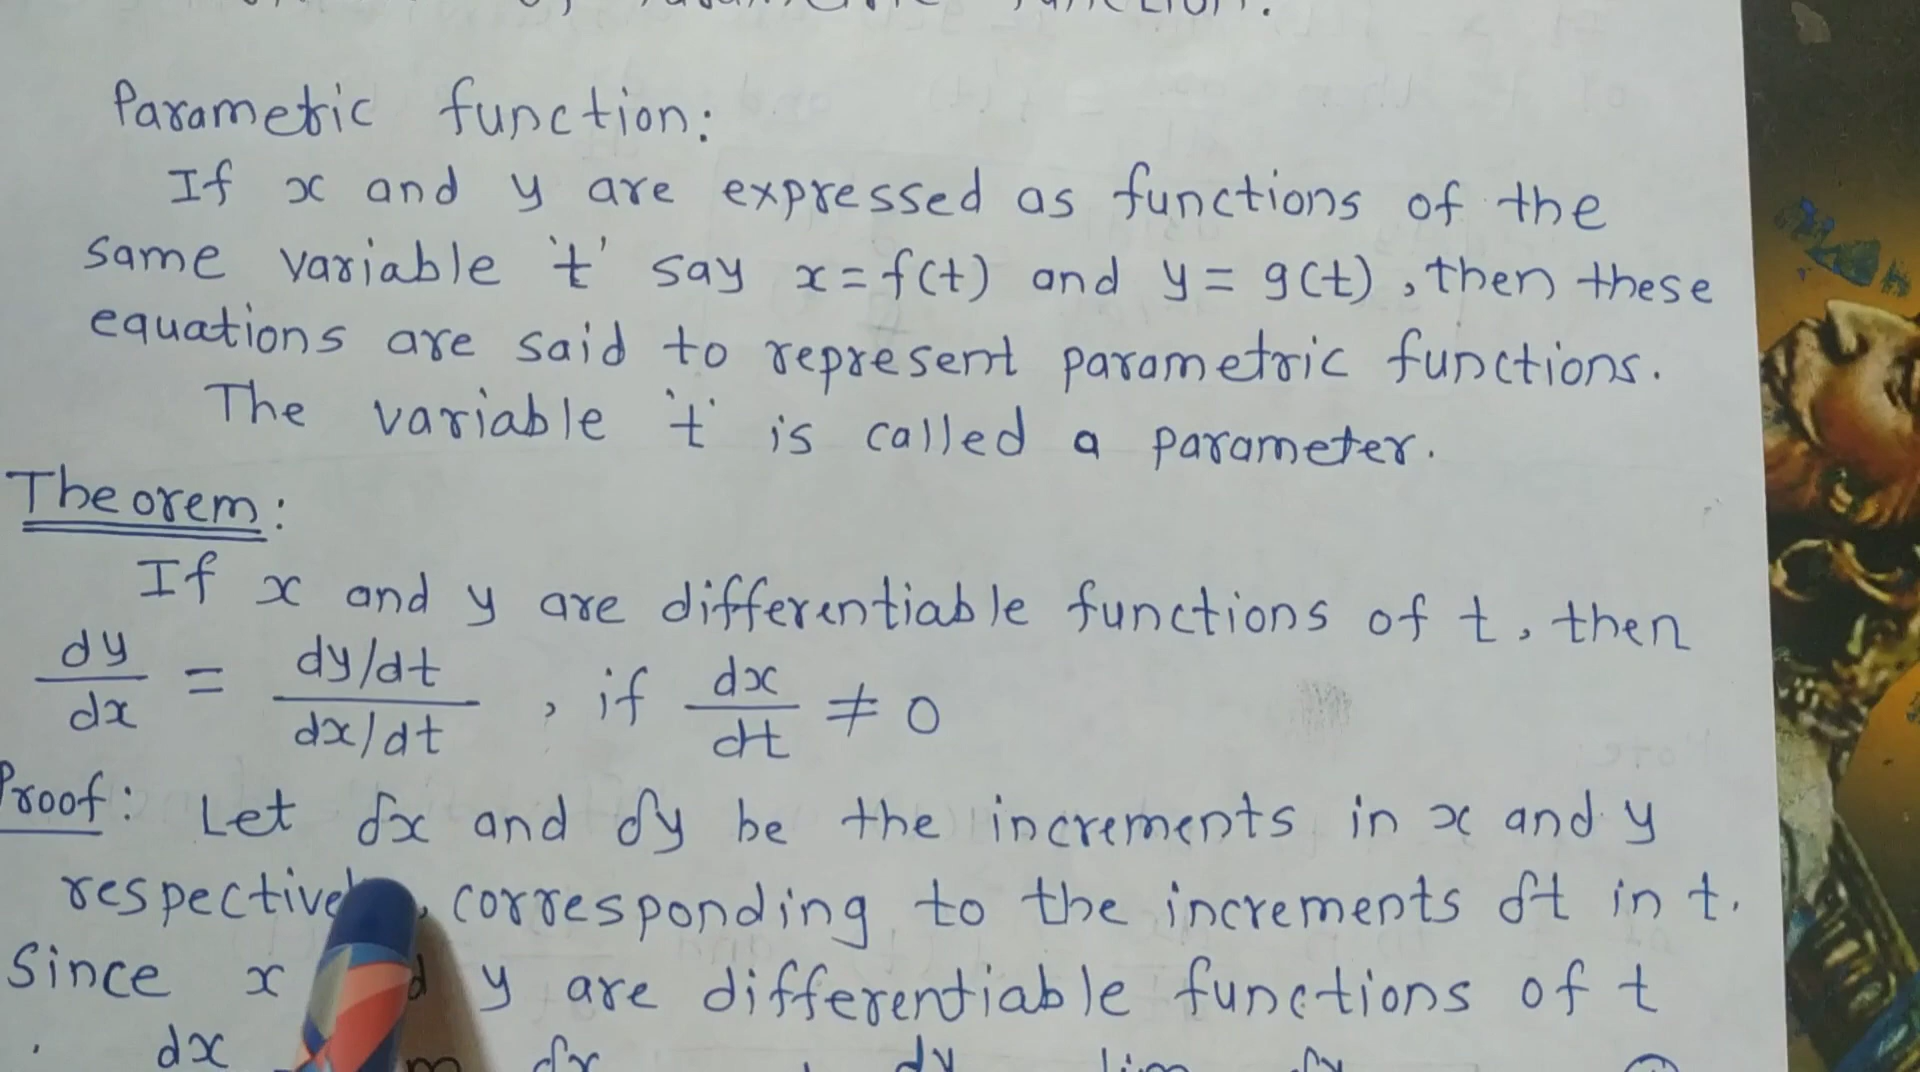 Parametric function:
If x and y are expressed as functions of the
same variable 't' say x = f(t) and y = g(t), then these
equations are said to represent parametric functions.
The variable 't' is called a parameter.
Theorem:
If x and y are differentiable functions of t, then
dy/dx = (dy/dt)/(dx/dt), if dx/dt ≠ 0
Proof: Let δx and δy be the increments in x and y
corresponding to the increments δt in t.
Since x y are differentiable functions of t
dx